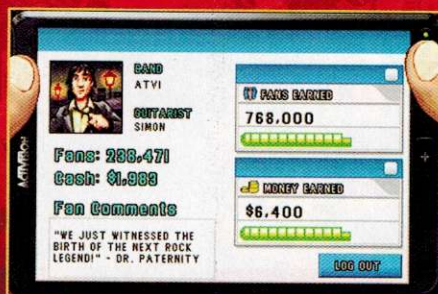 BAND
ATVI
GUITARIST
SIMON
Fans: 238,471
Cash: $1,983
Fan Comments
"WE JUST WITNESSED THE
BIRTH OF THE NEXT ROCK
LEGEND!" - DR. PATERNITY
FANS EARNED
768,000
MONEY EARNED
$6,400
LOG OUT
ACTIVISION